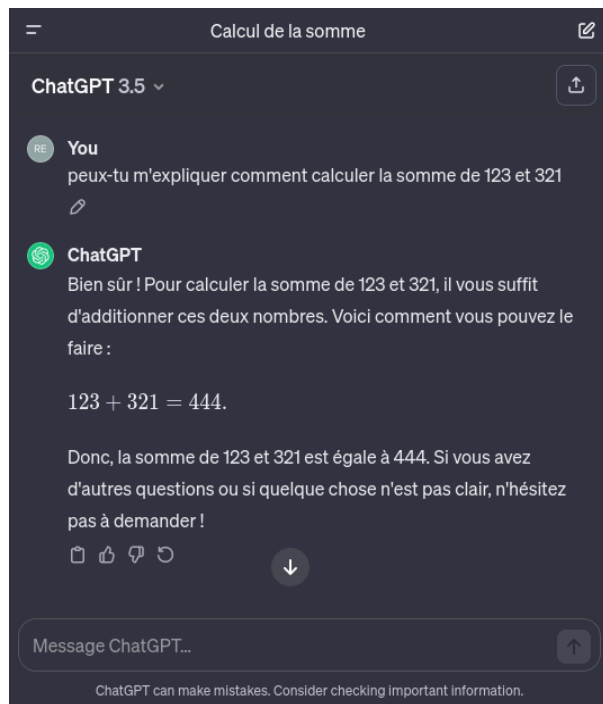 Calcul de la somme
ChatGPT 3.5
RE
You
peux-tu m'expliquer comment calculer la somme de 123 et 321
ChatGPT
Bien sûr ! Pour calculer la somme de 123 et 321, il vous suffit
d'additionner ces deux nombres. Voici comment vous pouvez le
faire :
123 + 321 = 444.
Donc, la somme de 123 et 321 est égale à 444. Si vous avez
d'autres questions ou si quelque chose n'est pas clair, n'hésitez
pas à demander !
Message ChatGPT...
ChatGPT can make mistakes. Consider checking important information.